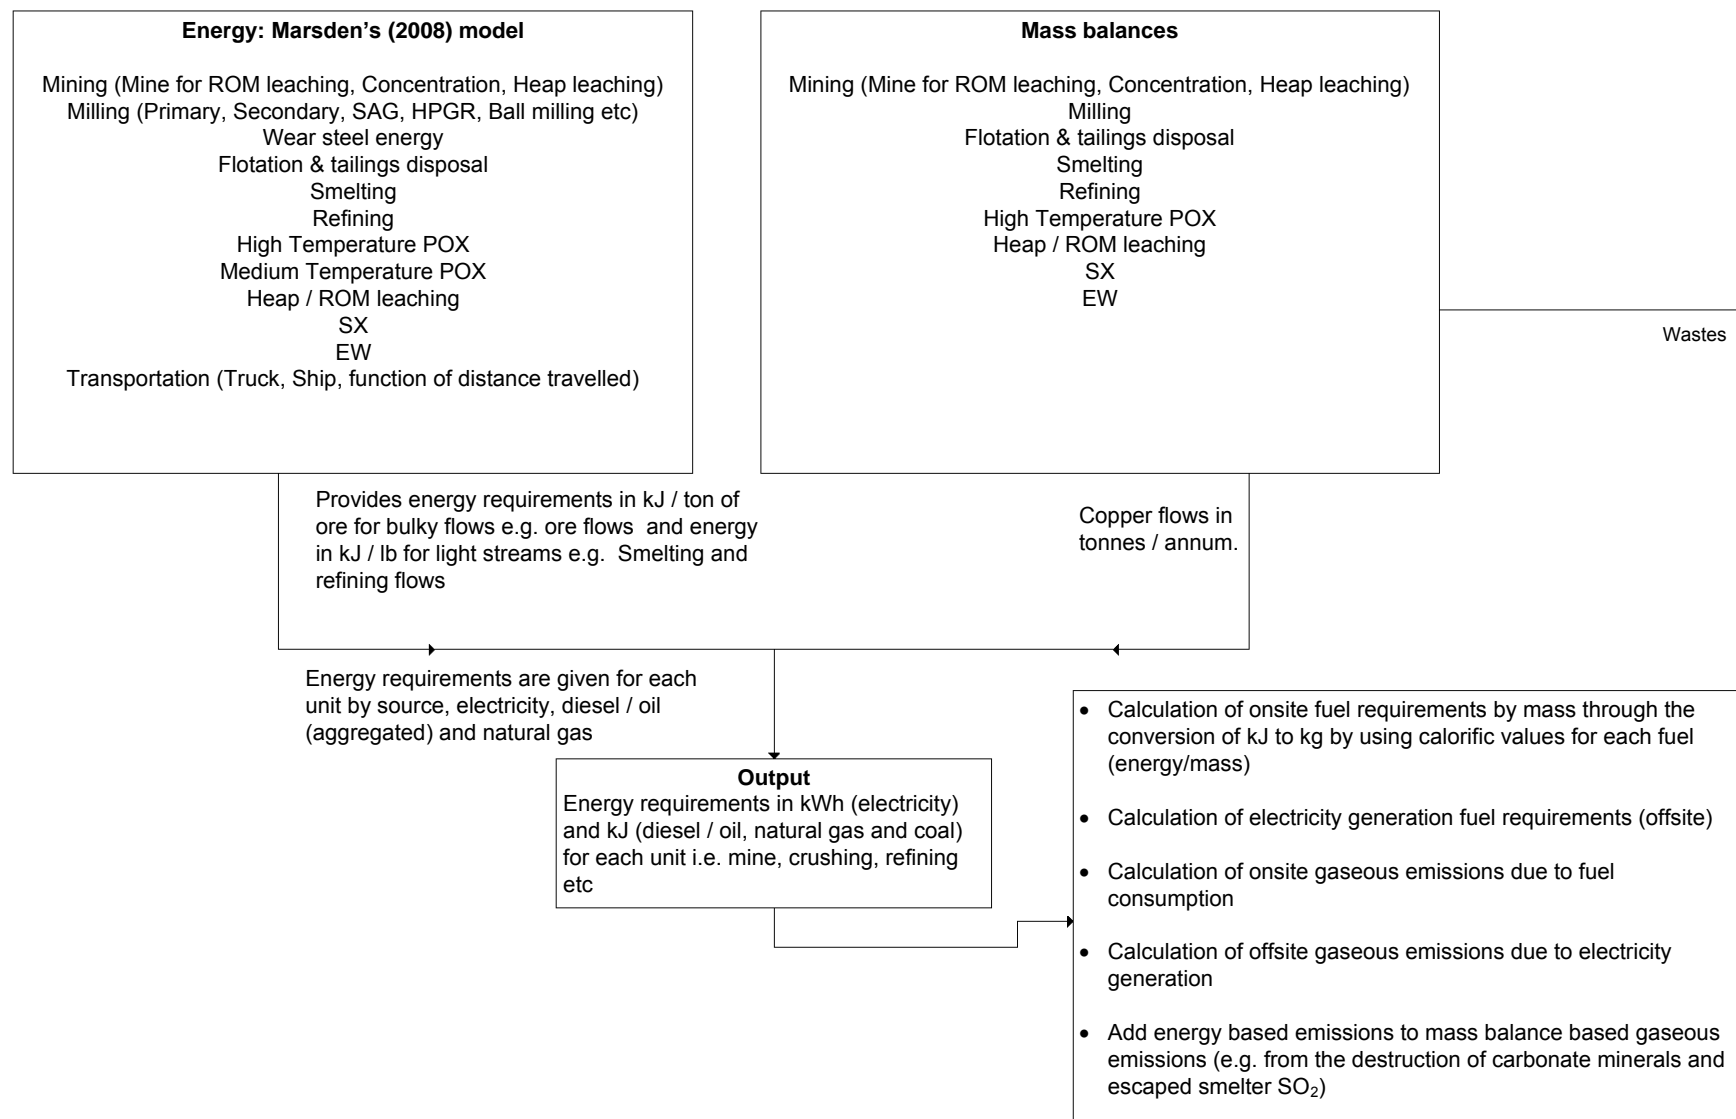 Energy: Marsden's (2008) model
Mining (Mine for ROM leaching, Concentration, Heap leaching)
Milling (Primary, Secondary, SAG, HPGR, Ball milling etc)
Wear steel energy
Flotation & tailings disposal
Smelting
Refining
High Temperature POX
Medium Temperature POX
Heap / ROM leaching
SX
EW
Transportation (Truck, Ship, function of distance travelled)
Mass balances
Mining (Mine for ROM leaching, Concentration, Heap leaching)
Milling
Flotation & tailings disposal
Smelting
Refining
High Temperature POX
Heap / ROM leaching
SX
EW
Wastes
Provides energy requirements in kJ / ton of
ore for bulky flows e.g. ore flows and energy
in kJ / lb for light streams e.g. Smelting and
refining flows
Copper flows in
tonnes / annum.
Energy requirements are given for each
unit by source, electricity, diesel / oil
(aggregated) and natural gas
Output
Energy requirements in kWh (electricity)
and kJ (diesel / oil, natural gas and coal)
for each unit i.e. mine, crushing, refining
etc
• Calculation of onsite fuel requirements by mass through the
conversion of kJ to kg by using calorific values for each fuel
(energy/mass)
• Calculation of electricity generation fuel requirements (offsite)
• Calculation of onsite gaseous emissions due to fuel
consumption
• Calculation of offsite gaseous emissions due to electricity
generation
• Add energy based emissions to mass balance based gaseous
emissions (e.g. from the destruction of carbonate minerals and
escaped smelter SO₂)